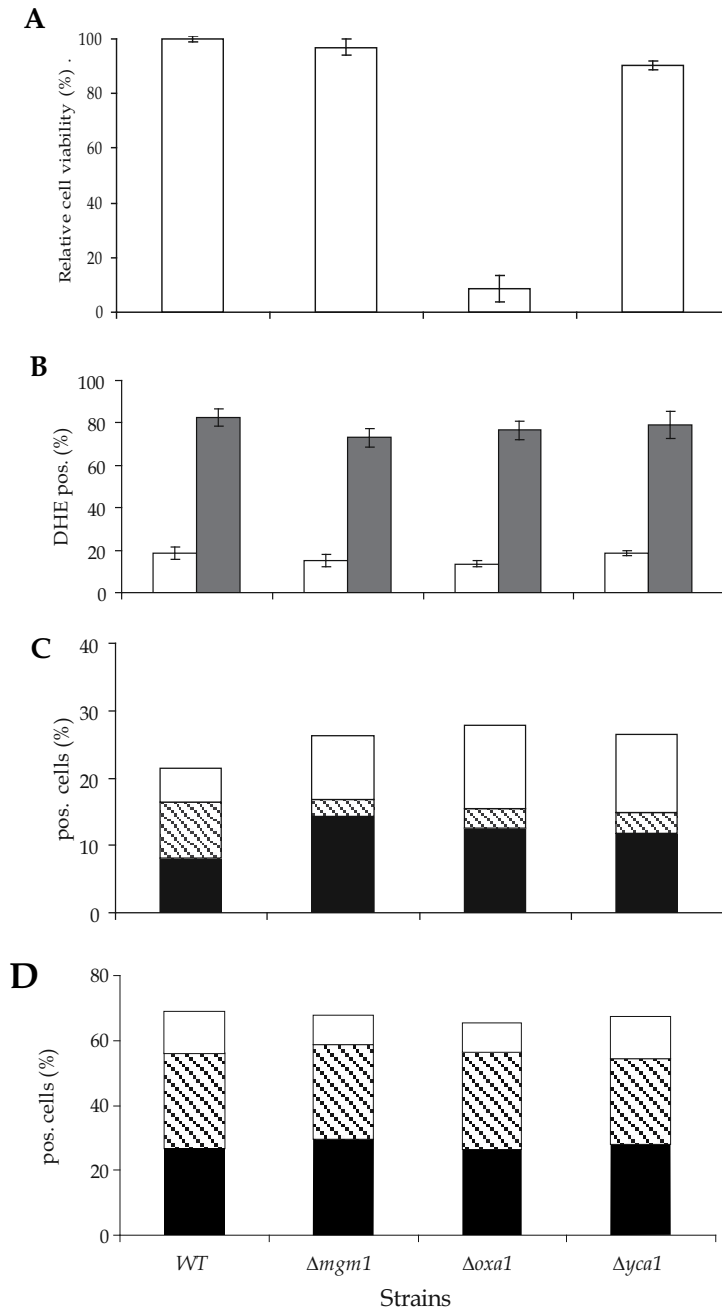 A
Relative cell viability (%) .
100
80
60
40
20
0
B
DHE pos. (%)
100
80
60
40
20
0
C
pos. cells (%)
40
30
20
10
0
D
pos. cells (%)
80
60
40
20
0
WT Δmgm1 Δoxa1 Δyca1
Strains